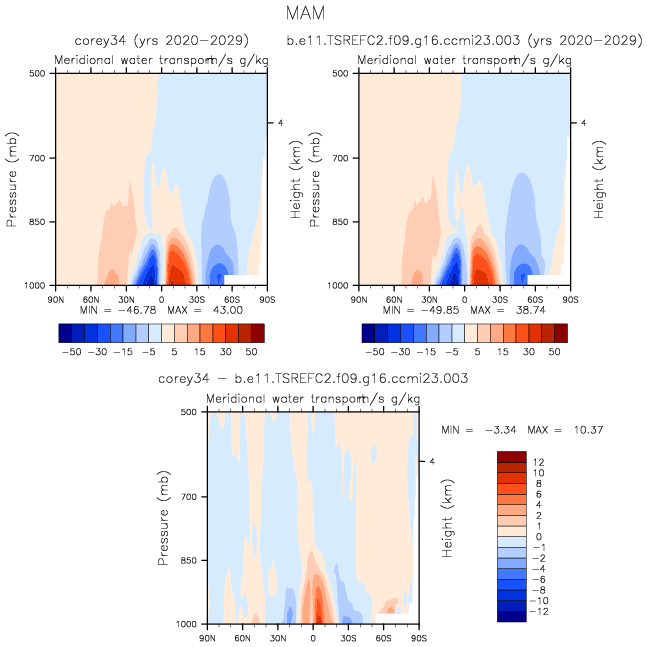 MAM
corey34 (yrs 2020-2029)
b.e11.TSREFC2.f09.g16.ccmi23.003 (yrs 2020-2029)
Meridional water transport m/s g/kg
Meridional water transport m/s g/kg
500
700
850
1000
Pressure (mb)
4
Height (km)
90N 60N 30N 0 30S 60S 90S
MIN = -46.78 MAX = 43.00
-50 -30 -15 -5 5 15 30 50
500
700
850
1000
Pressure (mb)
4
Height (km)
90N 60N 30N 0 30S 60S 90S
MIN = -49.85 MAX = 38.74
-50 -30 -15 -5 5 15 30 50
corey34 - b.e11.TSREFC2.f09.g16.ccmi23.003
Meridional water transport m/s g/kg
500
700
850
1000
Pressure (mb)
4
Height (km)
90N 60N 30N 0 30S 60S 90S
MIN = -3.34 MAX = 10.37
12
10
8
6
4
2
1
0
-1
-2
-4
-6
-8
-10
-12